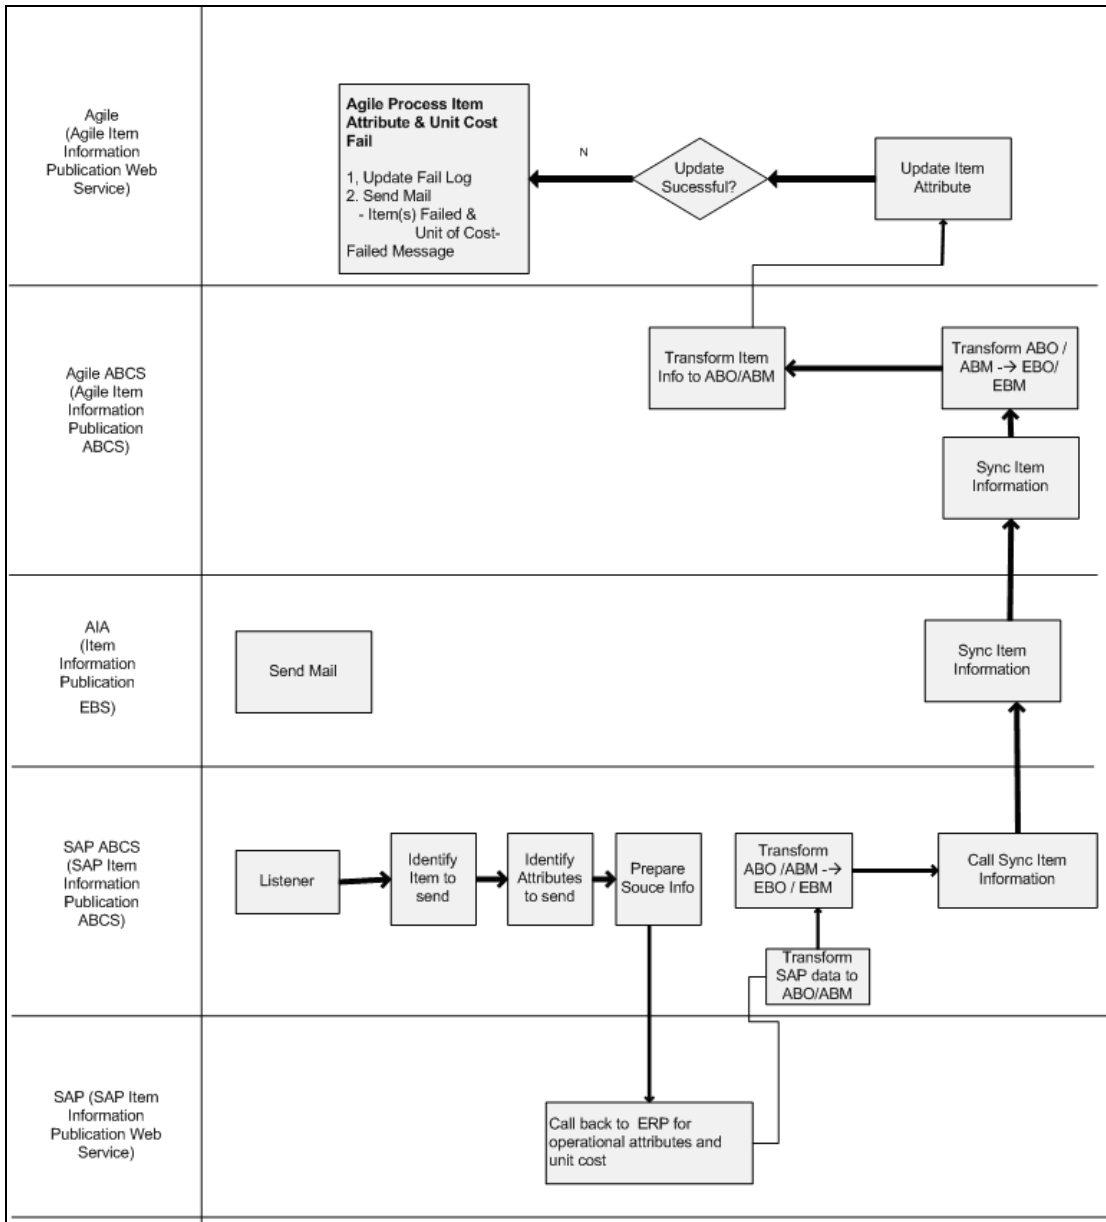 Agile
(Agile Item
Information
Publication Web
Service)
Agile Process Item
Attribute & Unit Cost
Fail
1, Update Fail Log
2. Send Mail
- Item(s) Failed &
Unit of Cost-
Failed Message
N
Update
Sucessful?
Update Item
Attribute
Agile ABCS
(Agile Item
Information
Publication
ABCS)
Transform Item
Info to ABO/ABM
Transform ABO /
ABM -→ EBO/
EBM
Sync Item
Information
AIA
(Item
Information
Publication
EBS)
Send Mail
Sync Item
Information
SAP ABCS
(SAP Item
Information
Publication
ABCS)
Listener
Identify
Item to
send
Identify
Attributes
to send
Prepare
Souce Info
Transform
ABO /ABM -→
EBO / EBM
Call Sync Item
Information
Transform
SAP data to
ABO/ABM
SAP (SAP Item
Information
Publication Web
Service)
Call back to ERP for
operational attributes and
unit cost